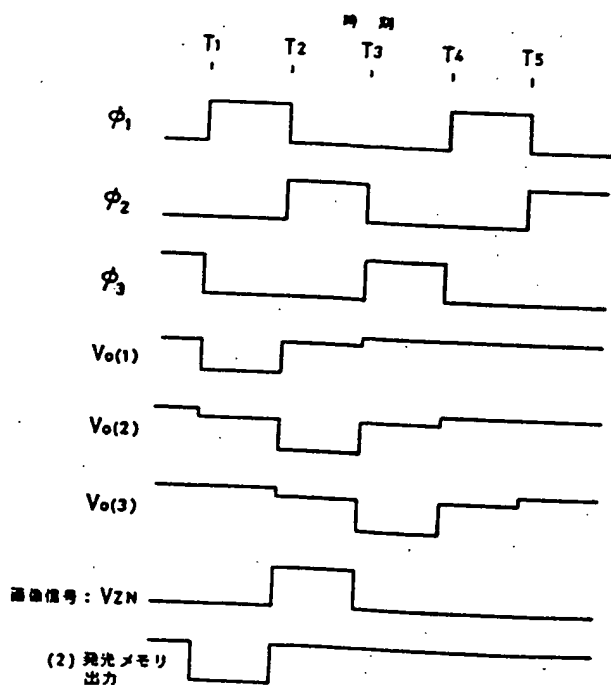 時 刻
T1 T2 T3 T4 T5
ϕ1
ϕ2
ϕ3
Vo(1)
Vo(2)
Vo(3)
画像信号: VZN
(2) 発光メモリ
出力